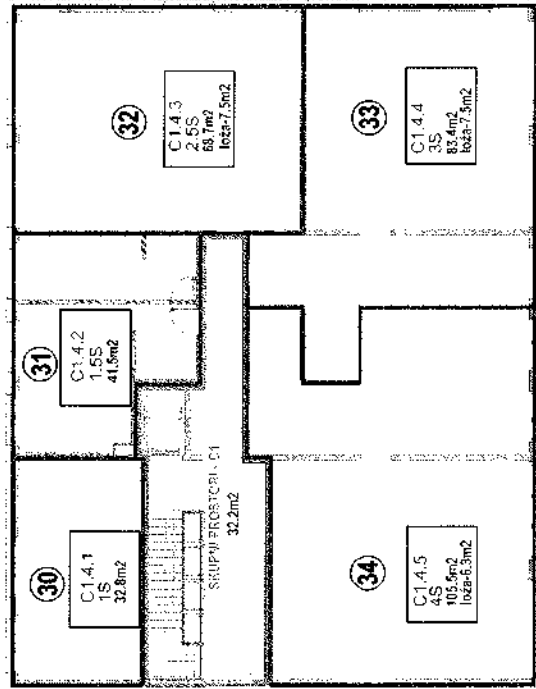 30
C1.4.1
1S
32.8m2
31
C1.4.2
1.5S
41.5m2
32
C1.4.3
2.5S
68.7m2
loža-7.5m2
33
C1.4.4
3S
83.4m2
loža-7.5m2
34
C1.4.5
4S
105.5m2
loža-6.3m2
SKUPNI PROSTORI - C1
32.2m2